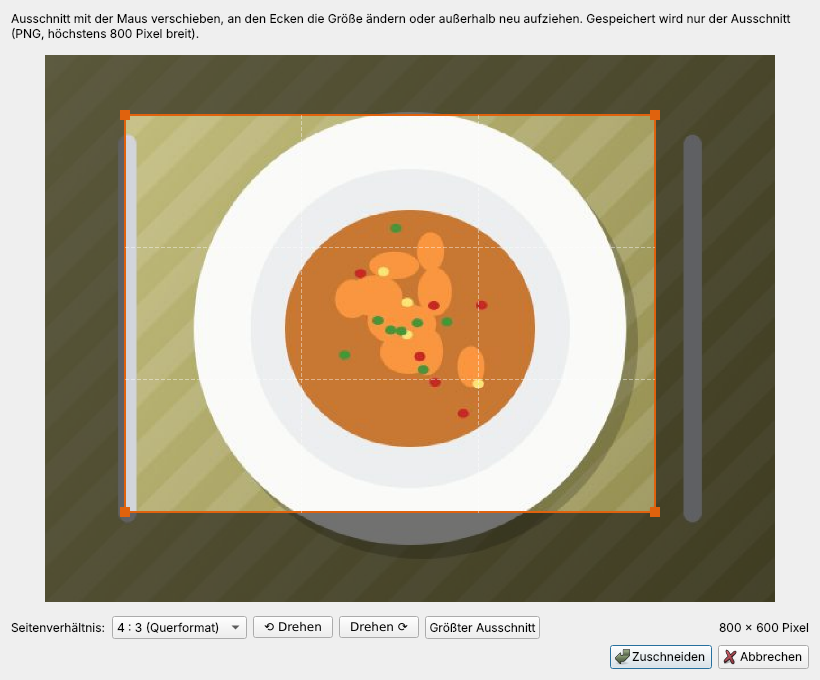 Ausschnitt mit der Maus verschieben, an den Ecken die Größe ändern oder außerhalb neu aufziehen. Gespeichert wird nur der Ausschnitt
(PNG, höchstens 800 Pixel breit).
Seitenverhältnis: 4 : 3 (Querformat) ⟲ Drehen Drehen ⟳ Größter Ausschnitt 800 × 600 Pixel
Zuschneiden Abbrechen